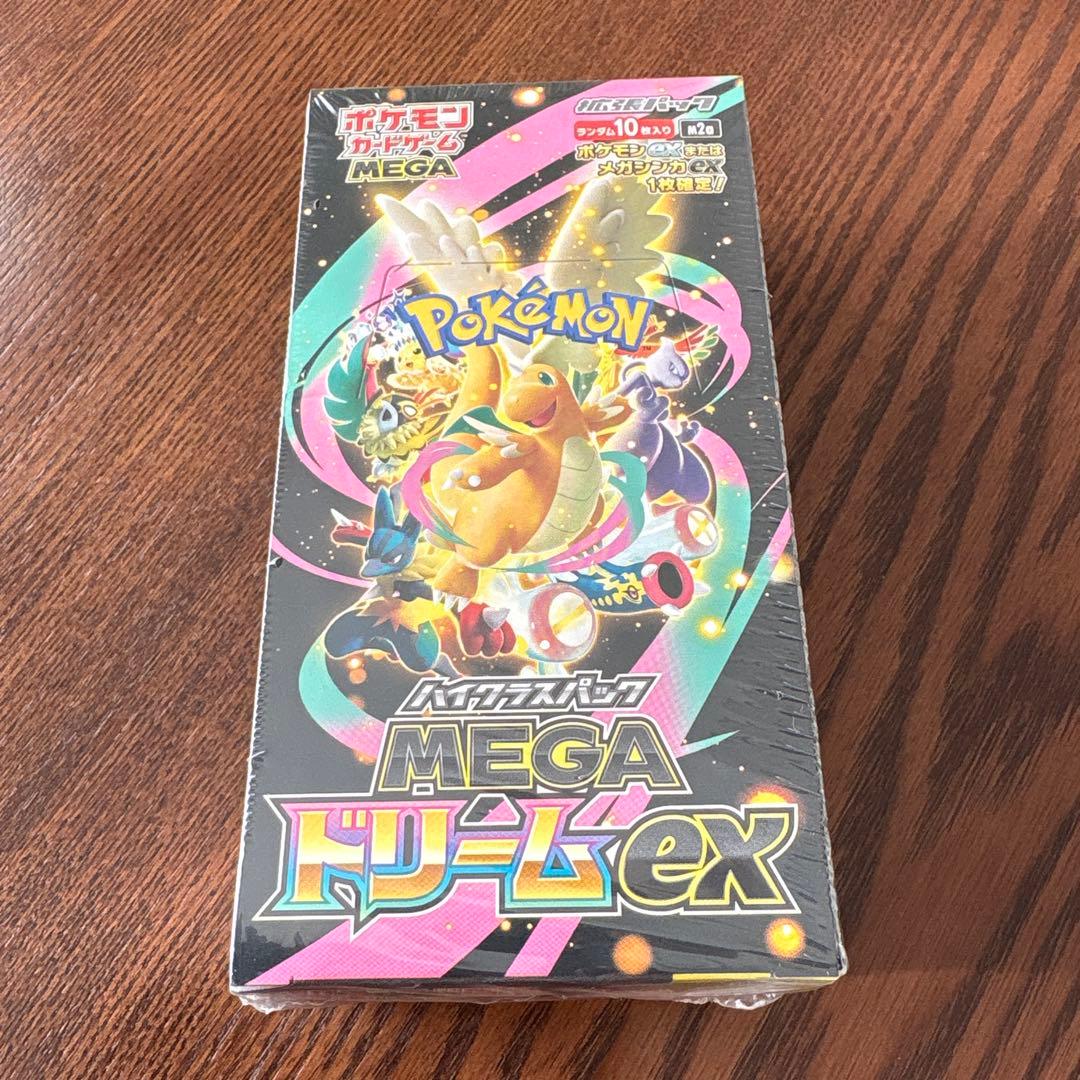 ポケモン
カードゲーム
MEGA
拡張パック
ランダム10枚入り M2a
ポケモンexまたは
メガシンカex
1枚確定!
POKéMON
TM
ハイクラスパック
MEGA
ドリームex